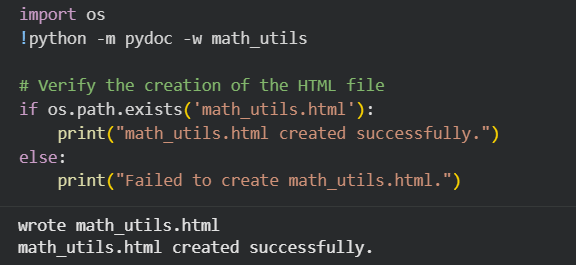 import os
!python -m pydoc -w math_utils

# Verify the creation of the HTML file
if os.path.exists('math_utils.html'):
    print("math_utils.html created successfully.")
else:
    print("Failed to create math_utils.html.")
wrote math_utils.html
math_utils.html created successfully.